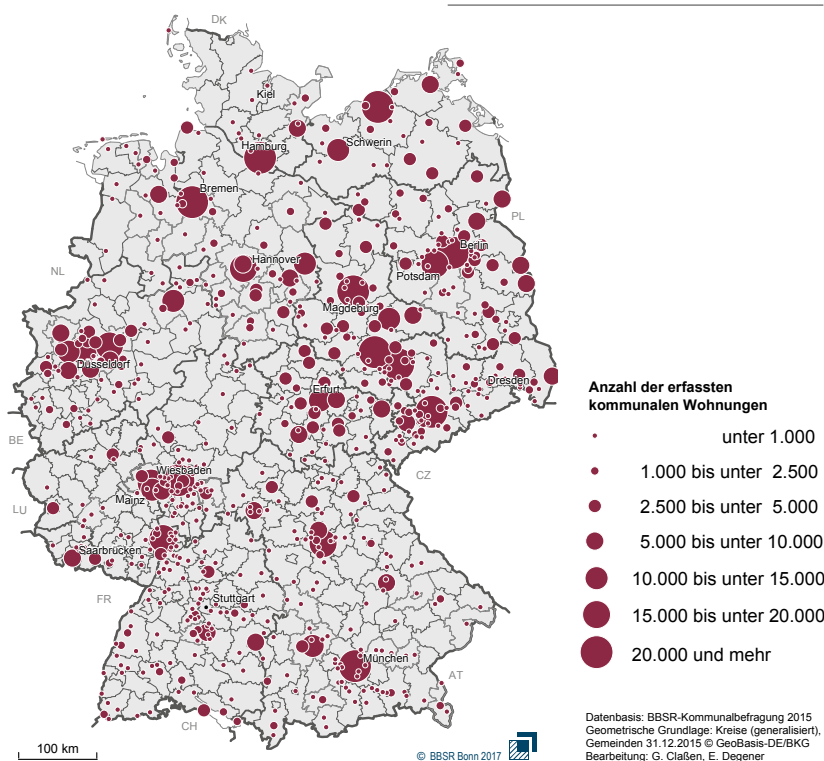 DK
Kiel
Hamburg
Schwerin
Bremen
PL
Berlin
Hannover
NL
Potsdam
Magdeburg
Düsseldorf
Dresden
Erfurt
BE
Wiesbaden
CZ
Mainz
LU
Saarbrücken
FR
Stuttgart
München
AT
CH
100 km
© BBSR Bonn 2017
Anzahl der erfassten
kommunalen Wohnungen
unter 1.000
1.000 bis unter 2.500
2.500 bis unter 5.000
5.000 bis unter 10.000
10.000 bis unter 15.000
15.000 bis unter 20.000
20.000 und mehr
Datenbasis: BBSR-Kommunalbefragung 2015
Geometrische Grundlage: Kreise (generalisiert),
Gemeinden 31.12.2015 © GeoBasis-DE/BKG
Bearbeitung: G. Claßen, E. Degener